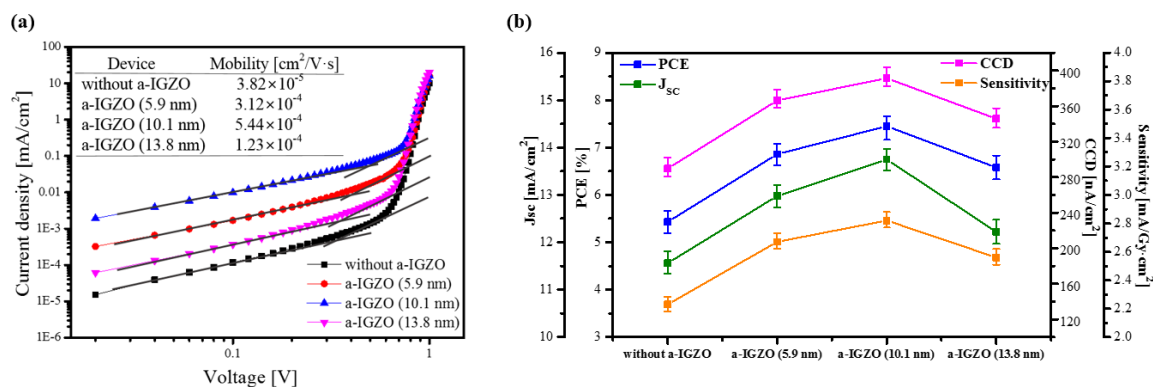 (a)
Current density [mA/cm²]
100
10
1
0.1
0.01
1E-3
1E-4
1E-5
1E-6
Device Mobility [cm²/V·s]
without a-IGZO 3.82×10⁻⁵
a-IGZO (5.9 nm) 3.12×10⁻⁴
a-IGZO (10.1 nm) 5.44×10⁻⁴
a-IGZO (13.8 nm) 1.23×10⁻⁴
without a-IGZO
a-IGZO (5.9 nm)
a-IGZO (10.1 nm)
a-IGZO (13.8 nm)
0.1 1
Voltage [V]
(b)
Jsc [mA/cm²]
16
15
14
13
12
11
10
PCE [%]
9
8
7
6
5
4
3
PCE CCD
J_SC Sensitivity
400
360
320
280
240
200
160
120
CCD [nA/cm²]
4.0
3.8
3.6
3.4
3.2
3.0
2.8
2.6
2.4
2.2
2.0
Sensitivity [mA/Gy·cm²]
without a-IGZO a-IGZO (5.9 nm) a-IGZO (10.1 nm) a-IGZO (13.8 nm)